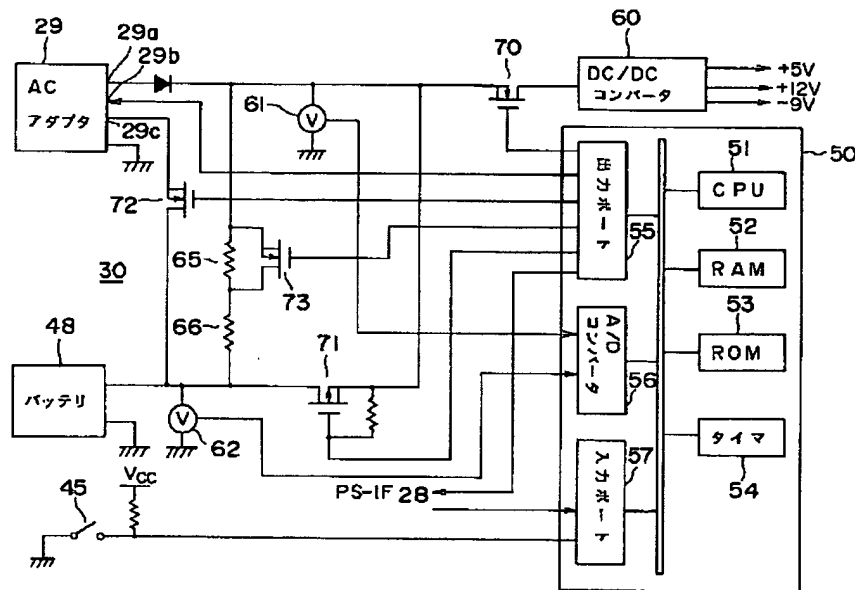 29
29a
29b
AC
アダプタ
29c
61
V
70
60
DC/DC
コンバータ
+5V
+12V
−9V
50
72
30
65
73
66
48
バッテリ
71
V
62
出力ポート
55
A/D
コンバータ
56
57
入力ポート
51
CPU
52
RAM
53
ROM
タイマ
54
PS-IF 28
45
VCC